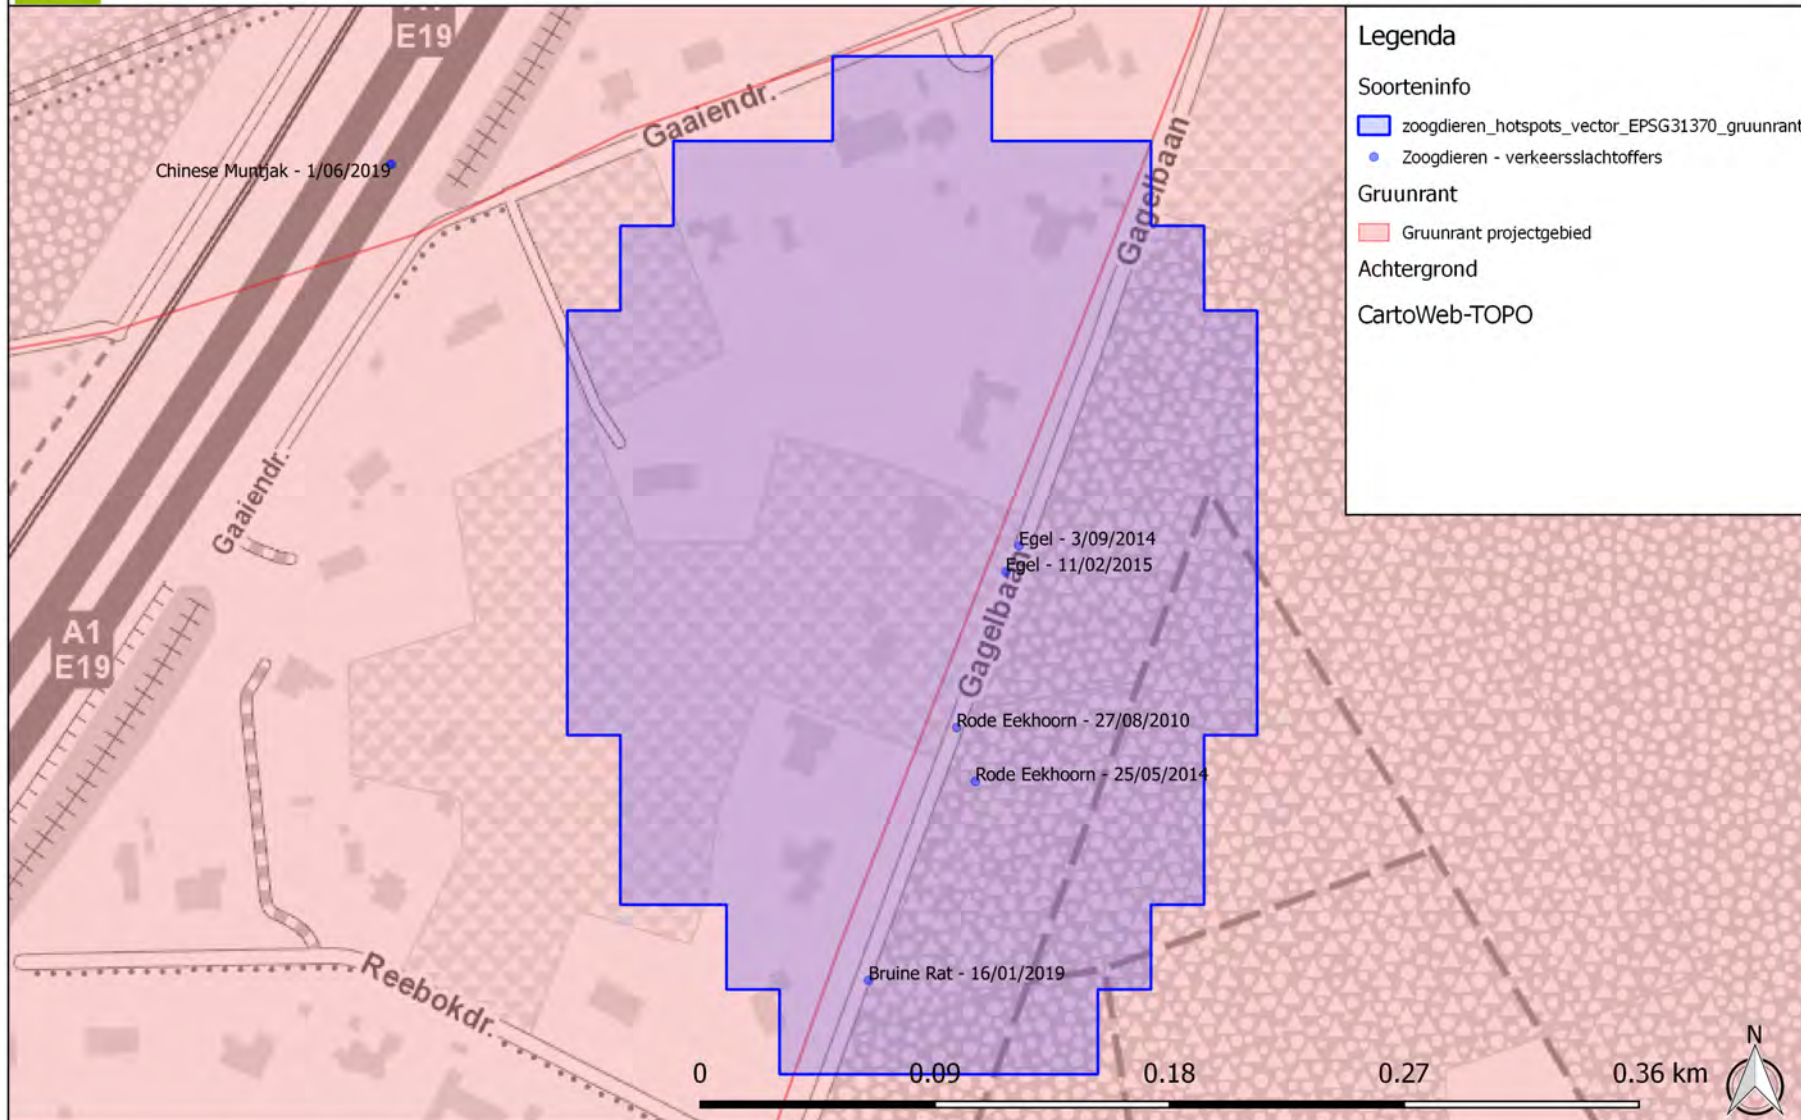 E19
Gaaiendr.
Chinese Muntjak - 1/06/2019
Gagelbaan
Gaaiendr.
Egel - 3/09/2014
Egel - 11/02/2015
Gagelbaan
A1
E19
Rode Eekhoorn - 27/08/2010
Rode Eekhoorn - 25/05/2014
Bruine Rat - 16/01/2019
Reebokdr.
0 0.09 0.18 0.27 0.36 km
N
Legenda
Soorteninfo
zoogdieren_hotspots_vector_EPSG31370_gruunrant
Zoogdieren - verkeersslachtoffers
Gruunrant
Gruunrant projectgebied
Achtergrond
CartoWeb-TOPO